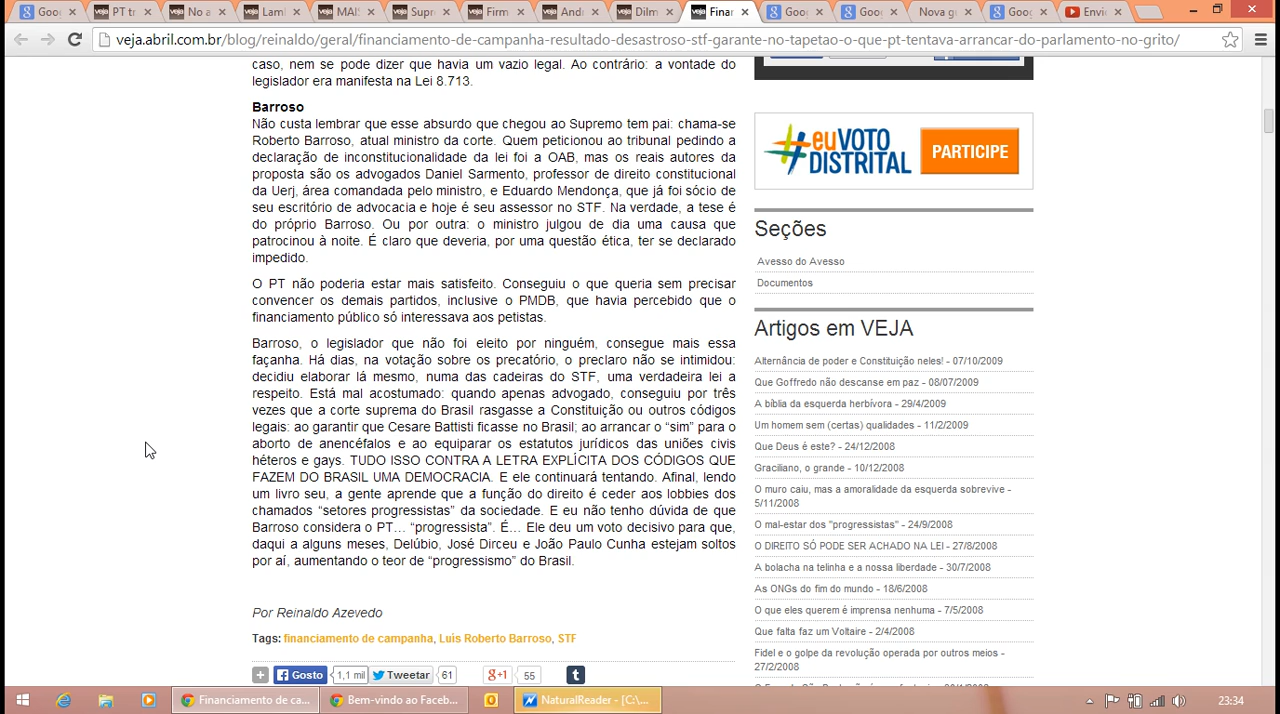 Goo
PT tr
No a
Lam
MAIS
Supr
Firm
Andr
Dilm
Finar
Goo
Goo
Nova gu
Goo
Envi
veja.abril.com.br/blog/reinaldo/geral/financiamento-de-campanha-resultado-desastroso-stf-garante-no-tapetao-o-que-pt-tentava-arrancar-do-parlamento-no-grito/
caso, nem se pode dizer que havia um vazio legal. Ao contrário: a vontade do
legislador era manifesta na Lei 8.713.
Barroso
Não custa lembrar que esse absurdo que chegou ao Supremo tem pai: chama-se
Roberto Barroso, atual ministro da corte. Quem peticionou ao tribunal pedindo a
declaração de inconstitucionalidade da lei foi a OAB, mas os reais autores da
proposta são os advogados Daniel Sarmento, professor de direito constitucional
da Uerj, área comandada pelo ministro, e Eduardo Mendonça, que já foi sócio de
seu escritório de advocacia e hoje é seu assessor no STF. Na verdade, a tese é
do próprio Barroso. Ou por outra: o ministro julgou de dia uma causa que
patrocinou à noite. É claro que deveria, por uma questão ética, ter se declarado
impedido.
O PT não poderia estar mais satisfeito. Conseguiu o que queria sem precisar
convencer os demais partidos, inclusive o PMDB, que havia percebido que o
financiamento público só interessava aos petistas.
Barroso, o legislador que não foi eleito por ninguém, consegue mais essa
façanha. Há dias, na votação sobre os precatório, o preclaro não se intimidou:
decidiu elaborar lá mesmo, numa das cadeiras do STF, uma verdadeira lei a
respeito. Está mal acostumado: quando apenas advogado, conseguiu por três
vezes que a corte suprema do Brasil rasgasse a Constituição ou outros códigos
legais: ao garantir que Cesare Battisti ficasse no Brasil; ao arrancar o “sim” para o
aborto de anencéfalos e ao equiparar os estatutos jurídicos das uniões civis
héteros e gays. TUDO ISSO CONTRA A LETRA EXPLÍCITA DOS CÓDIGOS QUE
FAZEM DO BRASIL UMA DEMOCRACIA. E ele continuará tentando. Afinal, lendo
um livro seu, a gente aprende que a função do direito é ceder aos lobbies dos
chamados “setores progressistas” da sociedade. E eu não tenho dúvida de que
Barroso considera o PT… “progressista”. É… Ele deu um voto decisivo para que,
daqui a alguns meses, Delúbio, José Dirceu e João Paulo Cunha estejam soltos
por aí, aumentando o teor de “progressismo” do Brasil.
Por Reinaldo Azevedo
Tags: financiamento de campanha, Luis Roberto Barroso, STF
Gosto 1,1 mil Tweetar 61 g+1 55 t
#euVOTO DISTRITAL PARTICIPE
Seções
Avesso do Avesso
Documentos
Artigos em VEJA
Alternância de poder e Constituição neles! - 07/10/2009
Que Goffredo não descanse em paz - 08/07/2009
A bíblia da esquerda herbívora - 29/4/2009
Um homem sem (certas) qualidades - 11/2/2009
Que Deus é este? - 24/12/2008
Graciliano, o grande - 10/12/2008
O muro caiu, mas a amoralidade da esquerda sobrevive -
5/11/2008
O mal-estar dos "progressistas" - 24/9/2008
O DIREITO SÓ PODE SER ACHADO NA LEI - 27/8/2008
A bolacha na telinha e a nossa liberdade - 30/7/2008
As ONGs do fim do mundo - 18/6/2008
O que eles querem é imprensa nenhuma - 7/5/2008
Que falta faz um Voltaire - 2/4/2008
Fidel e o golpe da revolução operada por outros meios -
27/2/2008
Financiamento de ca...
Bem-vindo ao Faceb...
NaturalReader - [C:\...
23:34